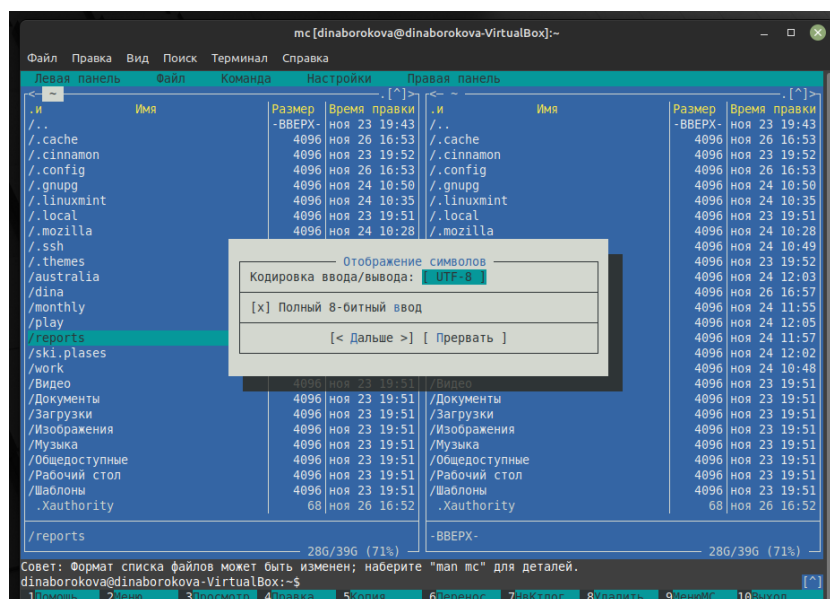 mc [dinaborokova@dinaborokova-VirtualBox]:~
Файл Правка Вид Поиск Терминал Справка
Левая панель Файл Команда Настройки Правая панель
<— ~ .[^]> <— ~ .[^]>
.и Имя Размер Время правки .и Имя Размер Время правки
/.. -ВВЕРХ- ноя 23 19:43 /.. -ВВЕРХ- ноя 23 19:43
/.cache 4096 ноя 26 16:53 /.cache 4096 ноя 26 16:53
/.cinnamon 4096 ноя 23 19:52 /.cinnamon 4096 ноя 23 19:52
/.config 4096 ноя 26 16:53 /.config 4096 ноя 26 16:53
/.gnupg 4096 ноя 24 10:50 /.gnupg 4096 ноя 24 10:50
/.linuxmint 4096 ноя 24 10:35 /.linuxmint 4096 ноя 24 10:35
/.local 4096 ноя 23 19:51 /.local 4096 ноя 23 19:51
/.mozilla 4096 ноя 24 10:28 /.mozilla 4096 ноя 24 10:28
/.ssh 4096 ноя 24 10:49
/.themes Отображение символов 4096 ноя 23 19:52
/australia Кодировка ввода/вывода: [ UTF-8 ] 4096 ноя 24 12:03
/dina 4096 ноя 26 16:57
/monthly [x] Полный 8-битный ввод 4096 ноя 24 11:55
/play 4096 ноя 24 12:05
/reports [< Дальше >] [ Прервать ] 4096 ноя 24 11:57
/ski.plases 4096 ноя 24 12:02
/work 4096 ноя 24 10:48
/Видео 4096 ноя 23 19:51 /Видео 4096 ноя 23 19:51
/Документы 4096 ноя 23 19:51 /Документы 4096 ноя 23 19:51
/Загрузки 4096 ноя 23 19:51 /Загрузки 4096 ноя 23 19:51
/Изображения 4096 ноя 23 19:51 /Изображения 4096 ноя 23 19:51
/Музыка 4096 ноя 23 19:51 /Музыка 4096 ноя 23 19:51
/Общедоступные 4096 ноя 23 19:51 /Общедоступные 4096 ноя 23 19:51
/Рабочий стол 4096 ноя 23 19:51 /Рабочий стол 4096 ноя 23 19:51
/Шаблоны 4096 ноя 23 19:51 /Шаблоны 4096 ноя 23 19:51
.Xauthority 68 ноя 26 16:52 .Xauthority 68 ноя 26 16:52
/reports -ВВЕРХ-
28G/39G (71%) 28G/39G (71%)
Совет: Формат списка файлов может быть изменен; наберите "man mc" для деталей.
dinaborokova@dinaborokova-VirtualBox:~$ [^]
1Помощь 2Меню 3Просмотр 4Правка 5Копия 6Перенос 7НвКтлог 8Удалить 9МенюМС 10Выход